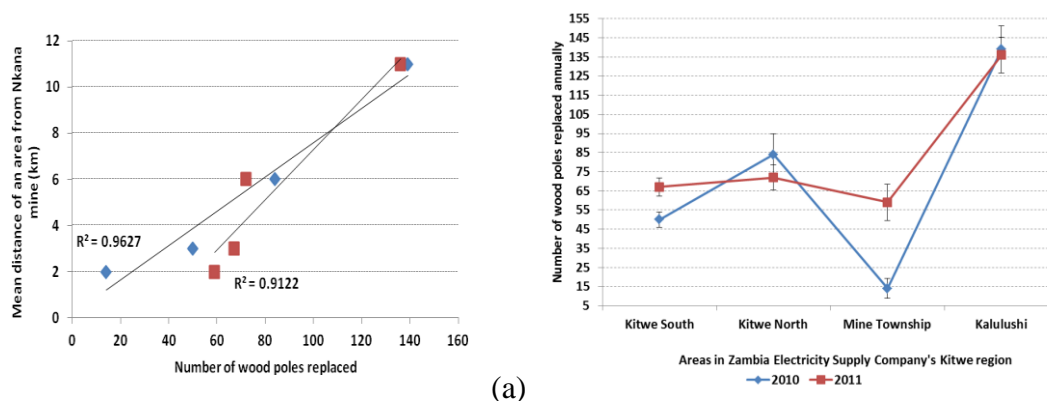 Mean distance of an area from Nkana
mine (km)
12
10
8
6
4
2
0
R² = 0.9627
R² = 0.9122
0 20 40 60 80 100 120 140 160
Number of wood poles replaced
(a)
Number of wood poles replaced annually
155
145
135
125
115
105
95
85
75
65
55
45
35
25
15
5
Kitwe South Kitwe North Mine Township Kalulushi
Areas in Zambia Electricity Supply Company's Kitwe region
2010 2011